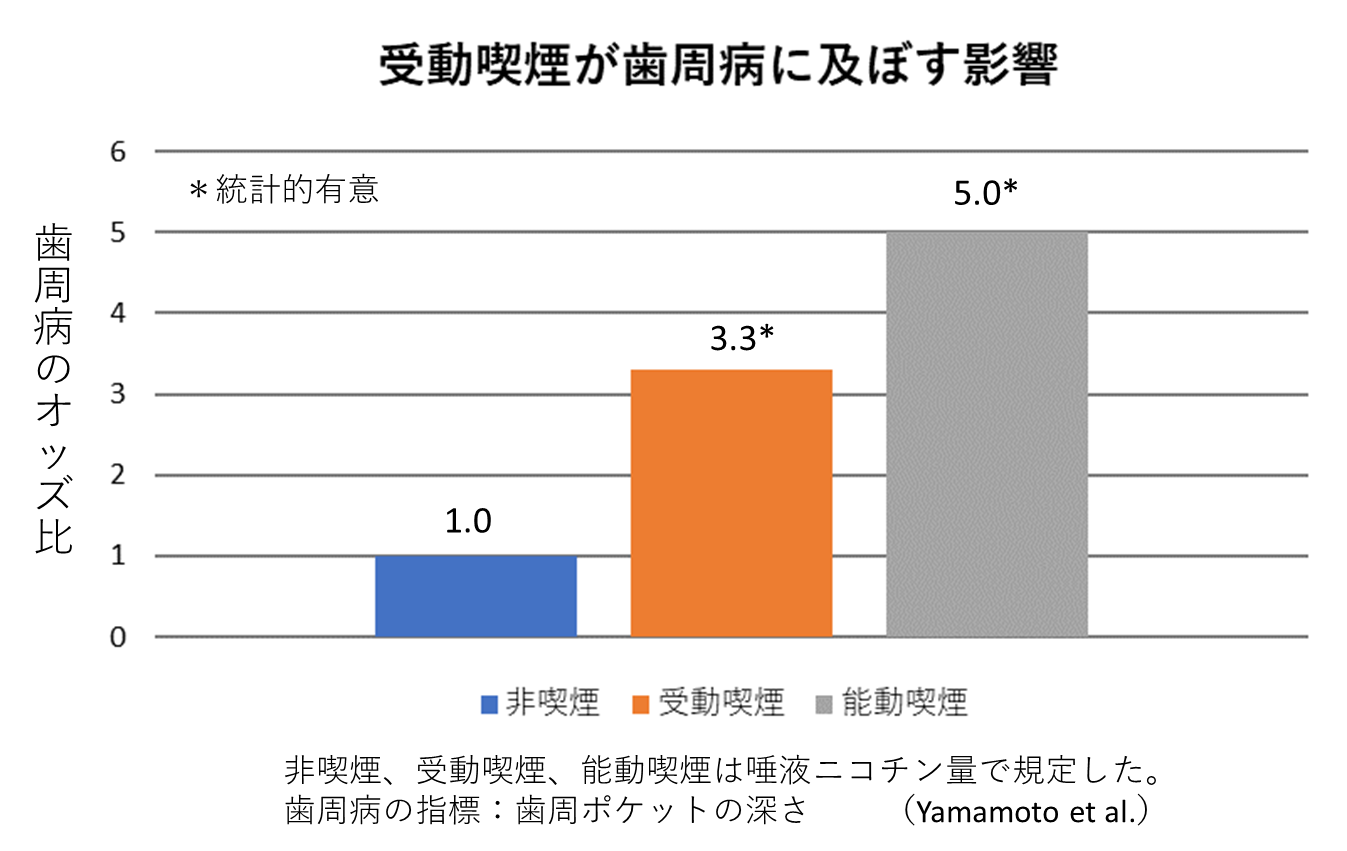 受動喫煙が歯周病に及ぼす影響
6
＊統計的有意
5.0*
5
4
3.3*
3
2
1.0
1
0
歯周病のオッズ比
非喫煙 受動喫煙 能動喫煙
非喫煙、受動喫煙、能動喫煙は唾液ニコチン量で規定した。
歯周病の指標：歯周ポケットの深さ （Yamamoto et al.）